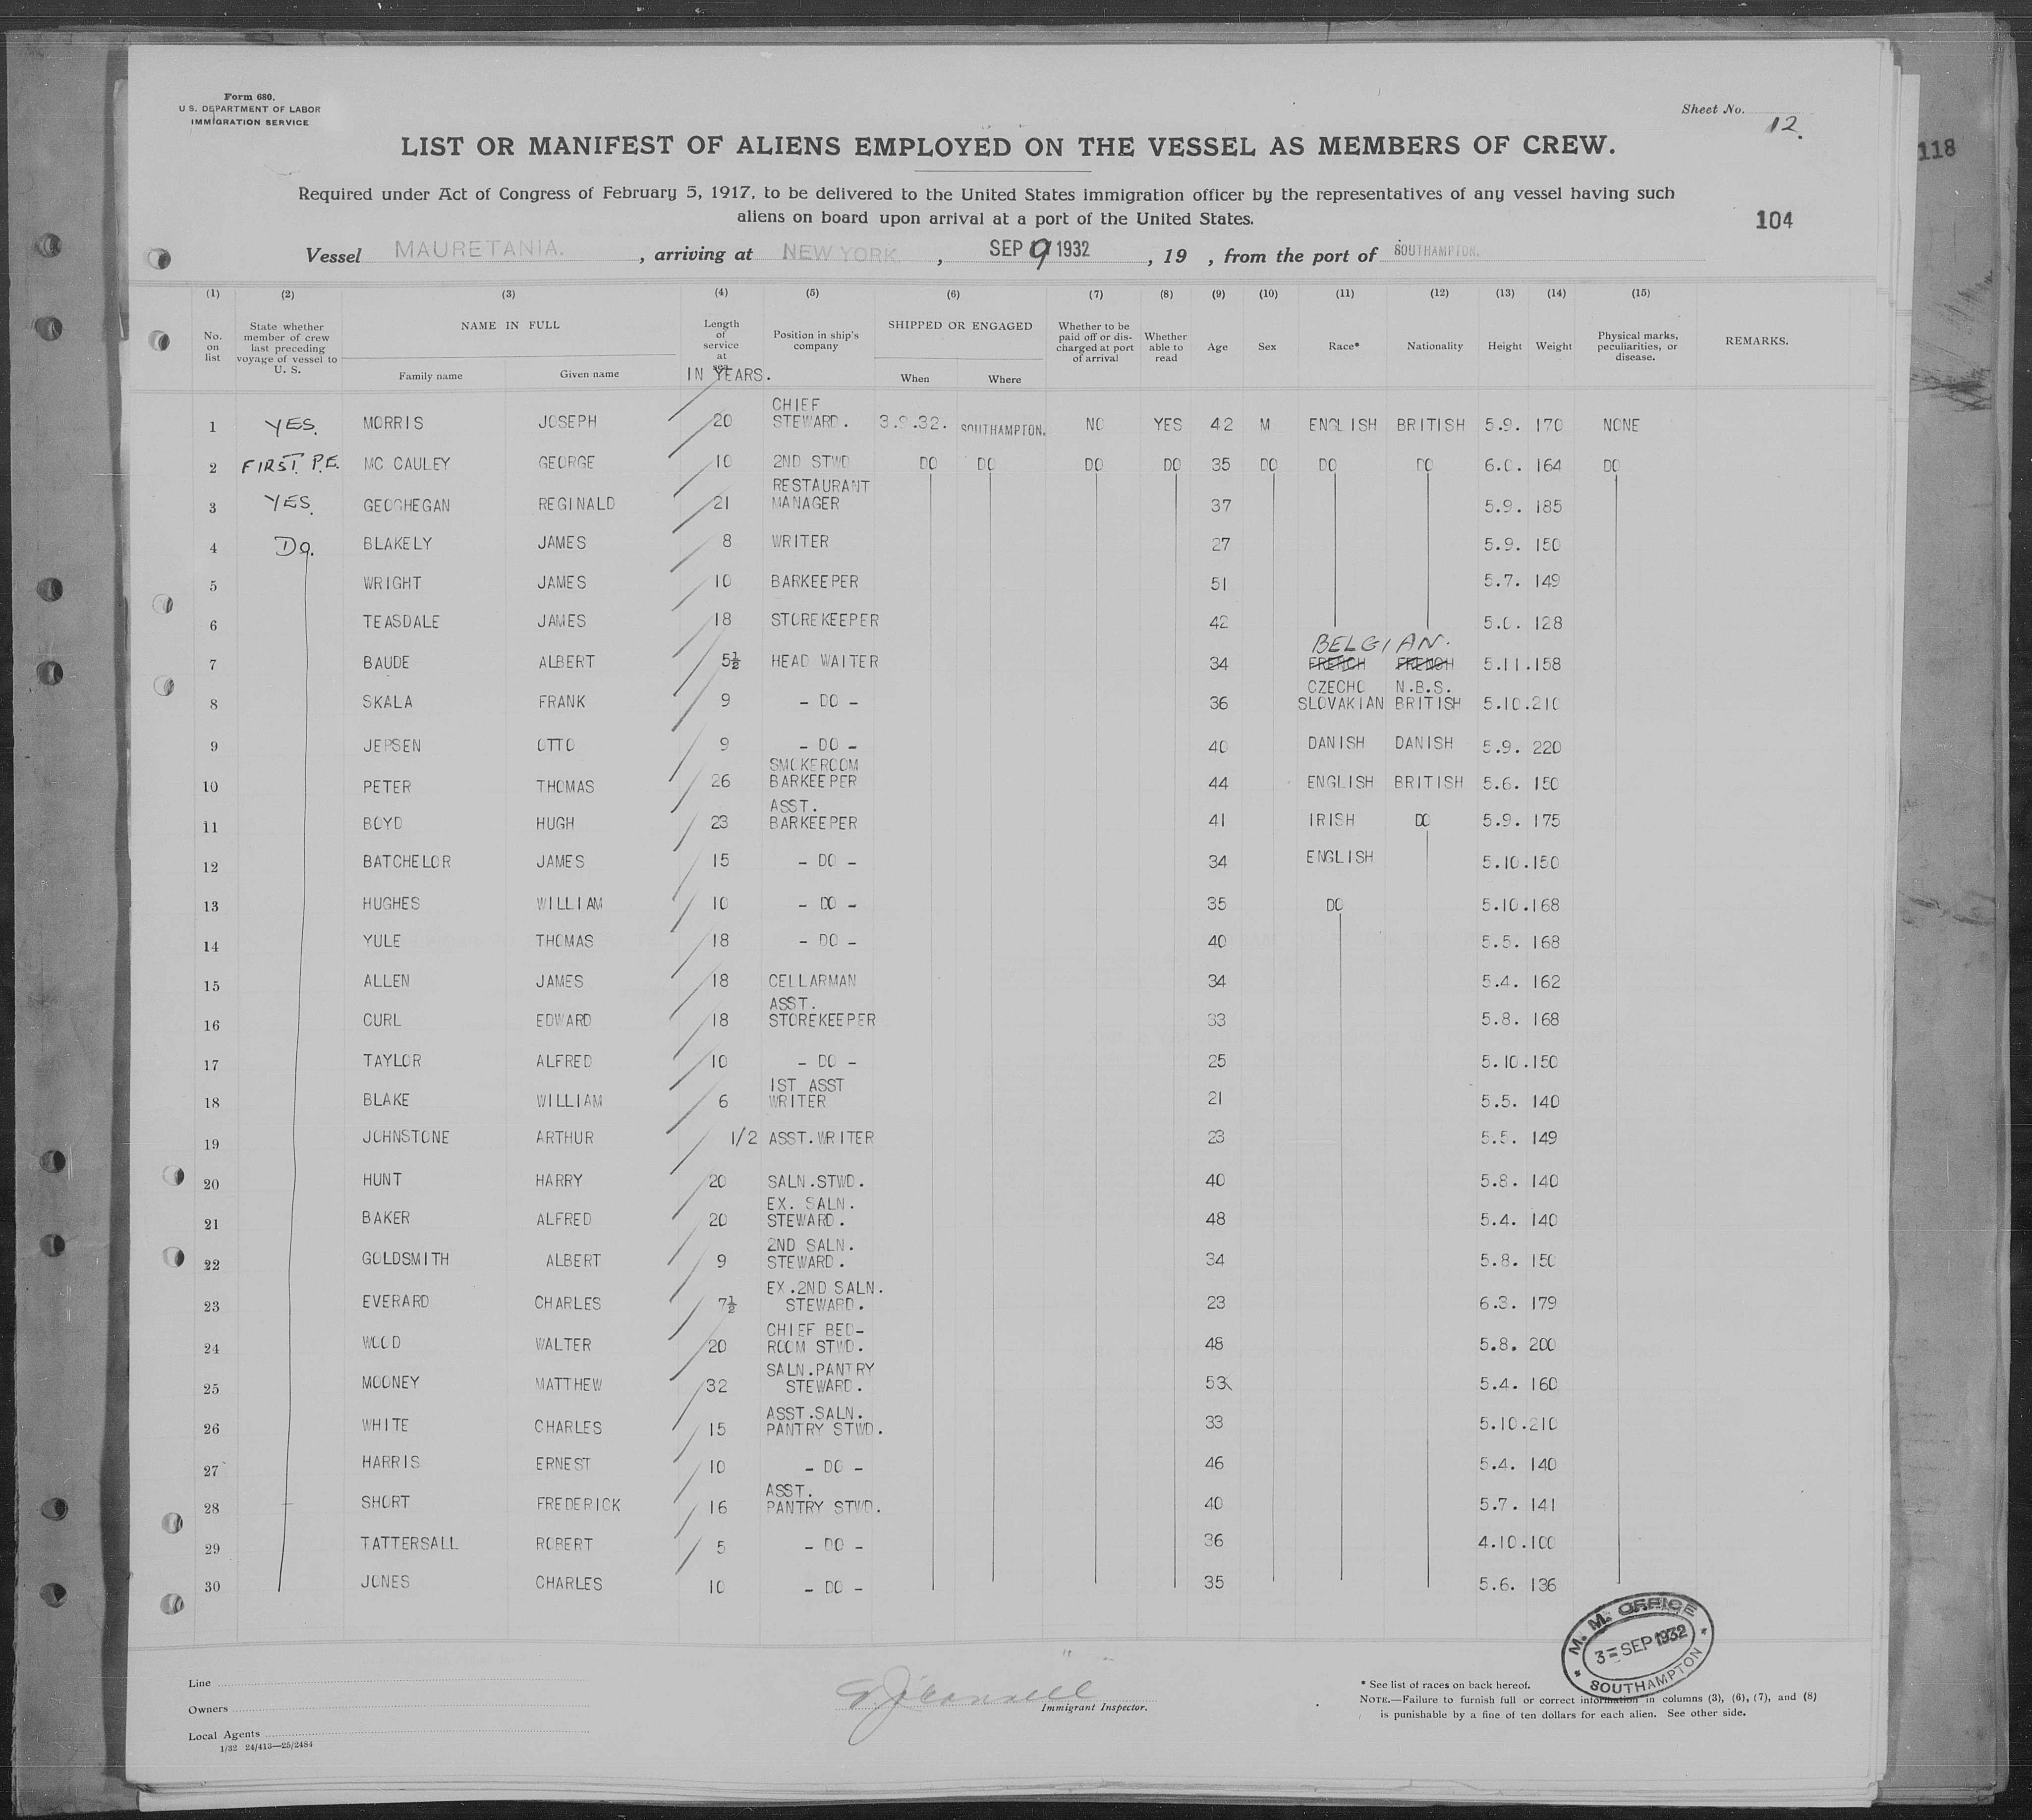 Form 680.
U. S. DEPARTMENT OF LABOR
IMMIGRATION SERVICE
Sheet No. 12.
118
LIST OR MANIFEST OF ALIENS EMPLOYED ON THE VESSEL AS MEMBERS OF CREW.
Required under Act of Congress of February 5, 1917, to be delivered to the United States immigration officer by the representatives of any vessel having such
aliens on board upon arrival at a port of the United States.
104
Vessel MAURETANIA. , arriving at NEW YORK. , SEP 9 1932 , 19 , from the port of SOUTHAMPTON.
(1) (2) (3) (4) (5) (6) (7) (8) (9) (10) (11) (12) (13) (14) (15)
No. on list
State whether member of crew last preceding voyage of vessel to U. S.
NAME IN FULL
Family name Given name
Length of service at sea
IN YEARS.
Position in ship's company
SHIPPED OR ENGAGED
When Where
Whether to be paid off or discharged at port of arrival
Whether able to read
Age Sex Race* Nationality Height Weight
Physical marks, peculiarities, or disease.
REMARKS.
1 YES. MORRIS JOSEPH 20 CHIEF STEWARD. 3.9.32. SOUTHAMPTON. NO YES 42 M ENGLISH BRITISH 5.9. 170 NONE
2 FIRST P.E. MC CAULEY GEORGE 10 2ND STWD DO DO DO DO 35 DO DO DO 6.0. 164 DO
3 YES. GEOGHEGAN REGINALD 21 RESTAURANT MANAGER 37 5.9. 185
4 Do. BLAKELY JAMES 8 WRITER 27 5.9. 150
5 WRIGHT JAMES 10 BARKEEPER 51 5.7. 149
6 TEASDALE JAMES 18 STOREKEEPER 42 5.0. 128
7 BAUDE ALBERT 5½ HEAD WAITER 34 BELGIAN. FRENCH FRENCH 5.11.158
8 SKALA FRANK 9 - DO - 36 CZECHO SLOVAKIAN N.B.S. BRITISH 5.10.210
9 JEPSEN OTTO 9 - DO - 40 DANISH DANISH 5.9. 220
10 PETER THOMAS 26 SMOKEROOM BARKEEPER 44 ENGLISH BRITISH 5.6. 150
11 BOYD HUGH 23 ASST. BARKEEPER 41 IRISH DO 5.9. 175
12 BATCHELOR JAMES 15 - DO - 34 ENGLISH 5.10.150
13 HUGHES WILLIAM 10 - DO - 35 DO 5.10.168
14 YULE THOMAS 18 - DO - 40 5.5. 168
15 ALLEN JAMES 18 CELLARMAN 34 5.4. 162
16 CURL EDWARD 18 ASST. STOREKEEPER 33 5.8. 168
17 TAYLOR ALFRED 10 - DO - 25 5.10.150
18 BLAKE WILLIAM 6 1ST ASST WRITER 21 5.5. 140
19 JOHNSTONE ARTHUR 1/2 ASST.WRITER 23 5.5. 149
20 HUNT HARRY 20 SALN.STWD. 40 5.8. 140
21 BAKER ALFRED 20 EX. SALN. STEWARD. 48 5.4. 140
22 GOLDSMITH ALBERT 9 2ND SALN. STEWARD. 34 5.8. 150
23 EVERARD CHARLES 7½ EX.2ND SALN. STEWARD. 23 6.3. 179
24 WOOD WALTER 20 CHIEF BED-ROOM STWD. 48 5.8. 200
25 MOONEY MATTHEW 32 SALN.PANTRY STEWARD. 53 5.4. 160
26 WHITE CHARLES 15 ASST.SALN. PANTRY STWD. 33 5.10.210
27 HARRIS ERNEST 10 - DO - 46 5.4. 140
28 SHORT FREDERICK 16 ASST. PANTRY STWD. 40 5.7. 141
29 TATTERSALL ROBERT 5 - DO - 36 4.10.100
30 JONES CHARLES 10 - DO - 35 5.6. 136
M. M. OFFICE
3 = SEP 1932
SOUTHAMPTON
Line
Owners
Local Agents
1/32 24/413—25/2484
Immigrant Inspector.
* See list of races on back hereof.
NOTE.—Failure to furnish full or correct information in columns (3), (6), (7), and (8)
is punishable by a fine of ten dollars for each alien. See other side.